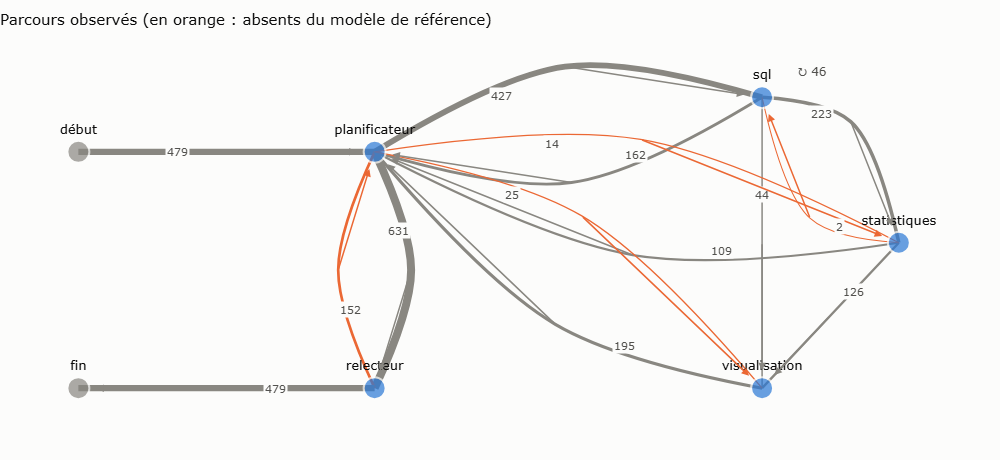 Parcours observés (en orange : absents du modèle de référence)
sql
↻ 46
427
223
début
planificateur
479
14
162
25
44
statistiques
2
631
109
126
152
195
fin
relecteur
visualisation
479